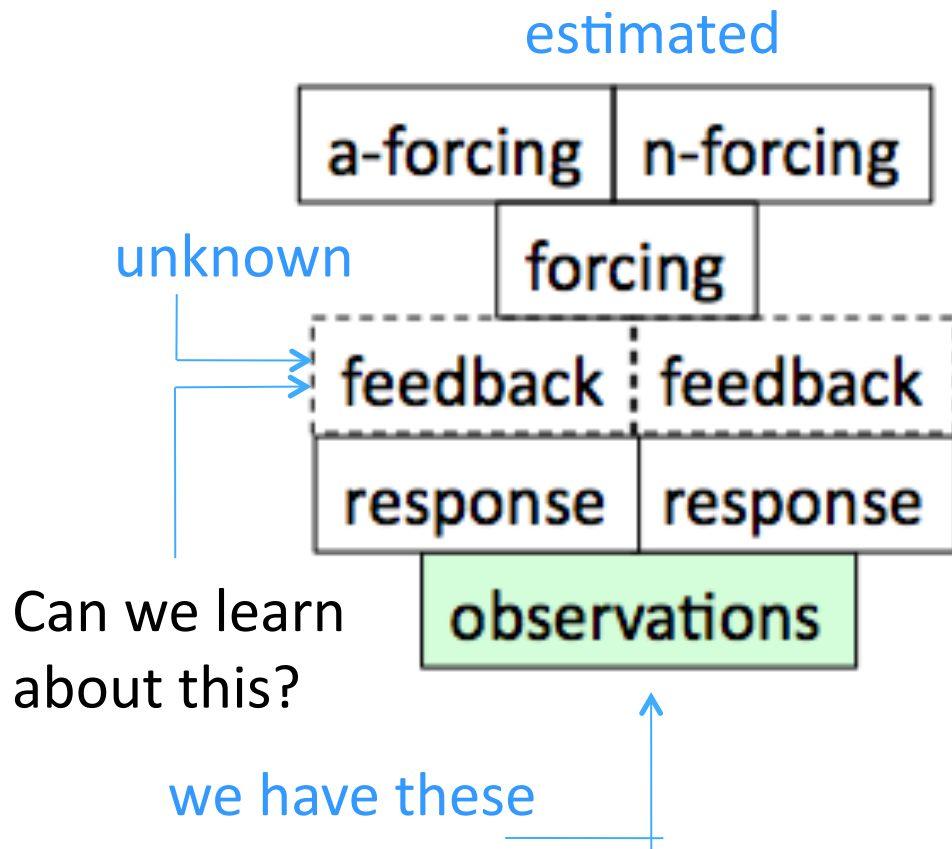 estimated
a-forcing n-forcing
unknown
forcing
feedback feedback
response response
Can we learn
about this?
observations
we have these